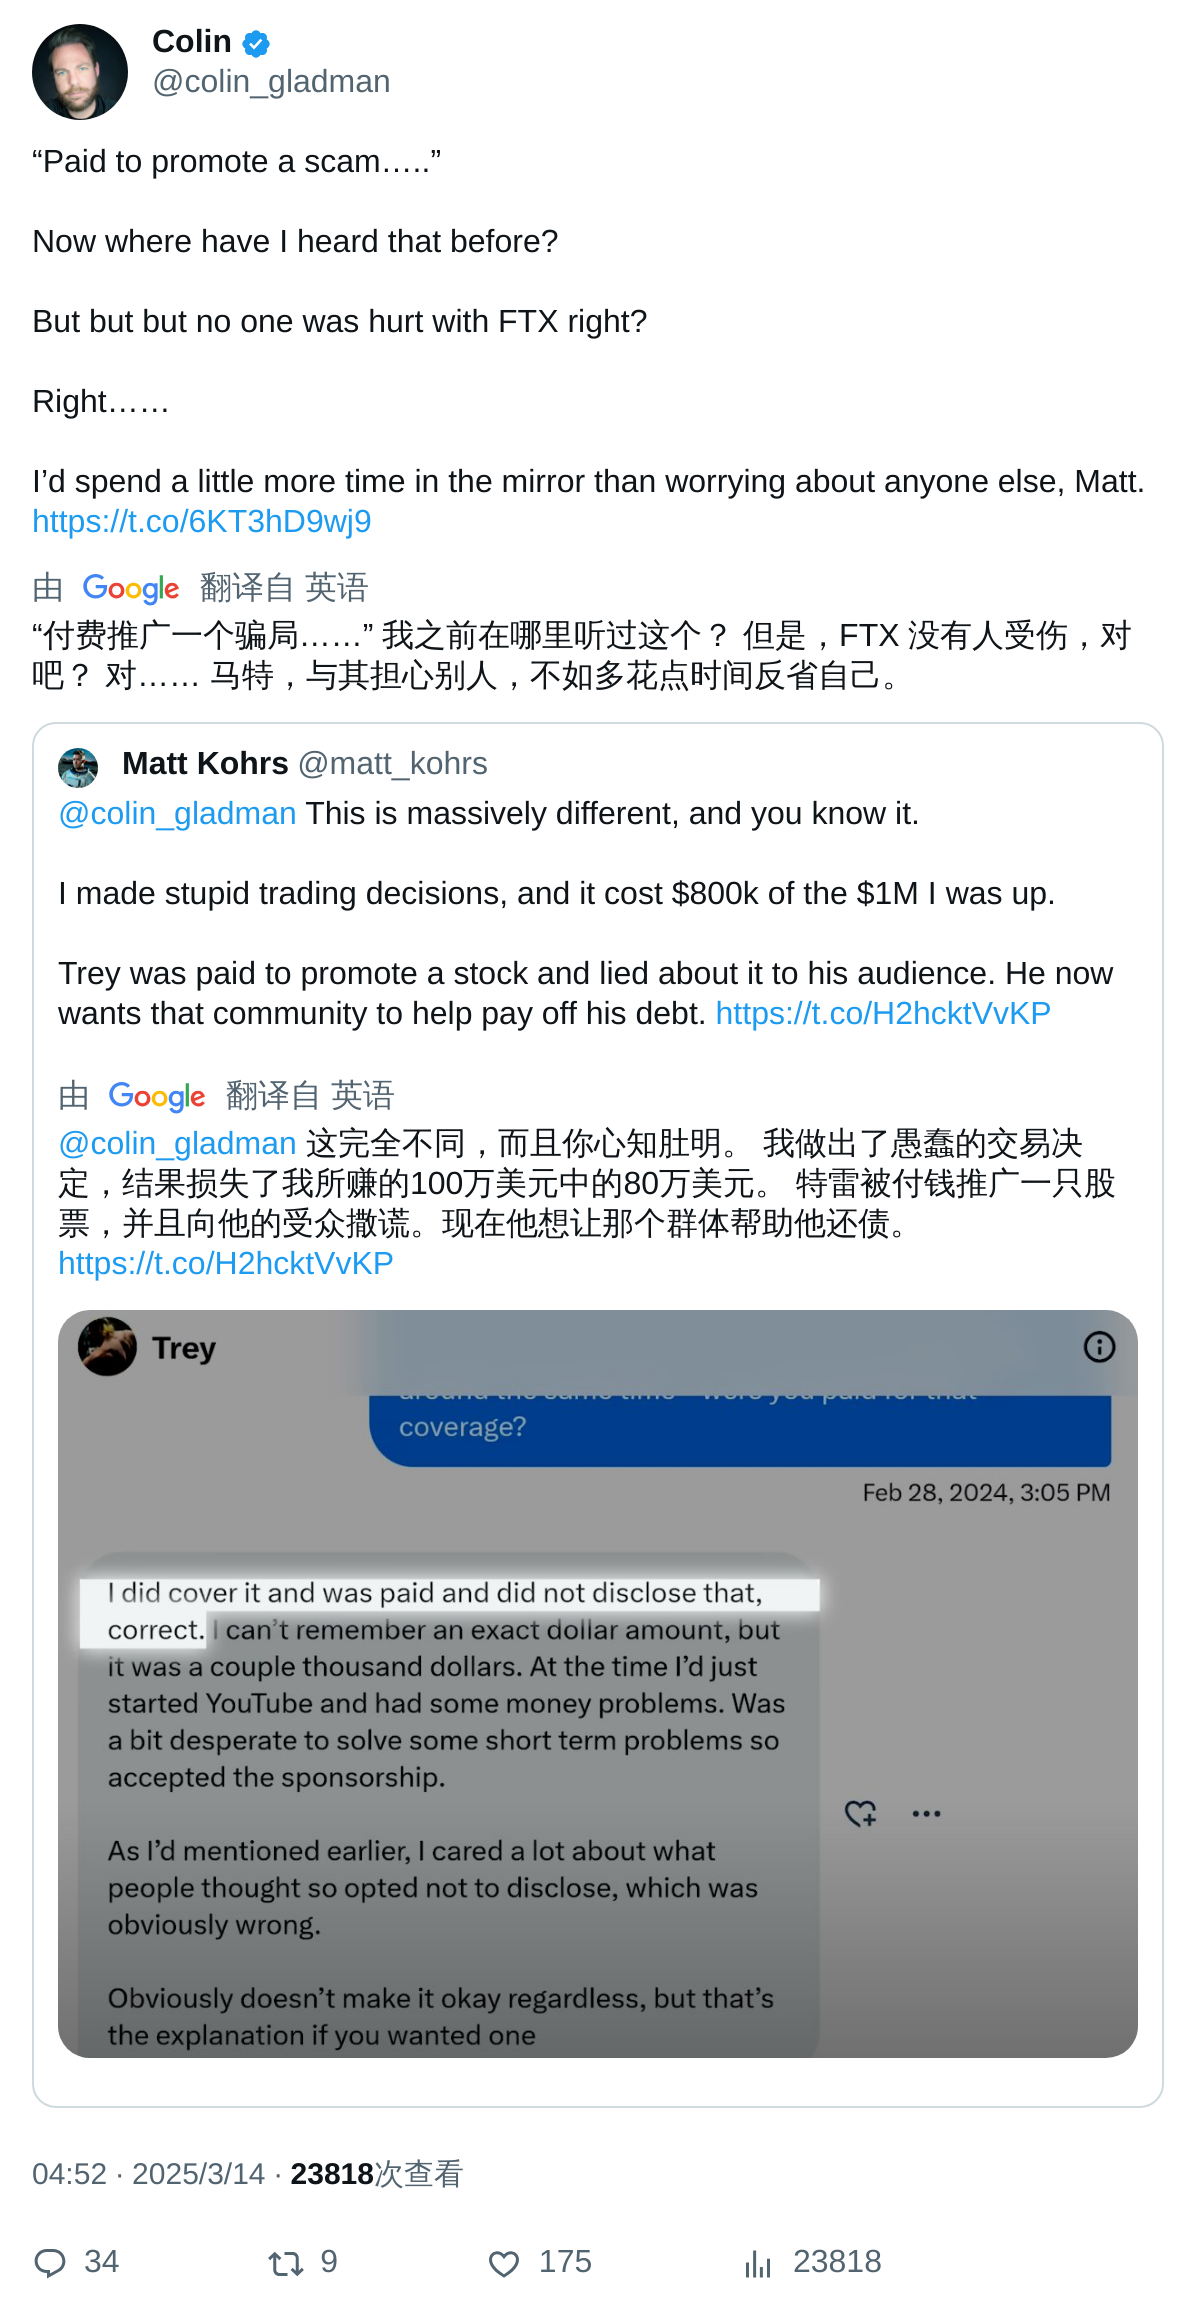 Colin
@colin_gladman
“Paid to promote a scam…..”
Now where have I heard that before?
But but but no one was hurt with FTX right?
Right……
I’d spend a little more time in the mirror than worrying about anyone else, Matt.
https://t.co/6KT3hD9wj9
由 Google 翻译自 英语
“付费推广一个骗局……” 我之前在哪里听过这个？ 但是，FTX 没有人受伤，对
吧？ 对…… 马特，与其担心别人，不如多花点时间反省自己。
Matt Kohrs @matt_kohrs
@colin_gladman This is massively different, and you know it.
I made stupid trading decisions, and it cost $800k of the $1M I was up.
Trey was paid to promote a stock and lied about it to his audience. He now
wants that community to help pay off his debt. https://t.co/H2hcktVvKP
由 Google 翻译自 英语
@colin_gladman 这完全不同，而且你心知肚明。 我做出了愚蠢的交易决
定，结果损失了我所赚的100万美元中的80万美元。 特雷被付钱推广一只股
票，并且向他的受众撒谎。现在他想让那个群体帮助他还债。
https://t.co/H2hcktVvKP
Trey
around the same time - were you paid for that
coverage?
Feb 28, 2024, 3:05 PM
I did cover it and was paid and did not disclose that,
correct. I can’t remember an exact dollar amount, but
it was a couple thousand dollars. At the time I’d just
started YouTube and had some money problems. Was
a bit desperate to solve some short term problems so
accepted the sponsorship.
As I’d mentioned earlier, I cared a lot about what
people thought so opted not to disclose, which was
obviously wrong.
Obviously doesn’t make it okay regardless, but that’s
the explanation if you wanted one
04:52 · 2025/3/14 · 23818次查看
34 9 175 23818